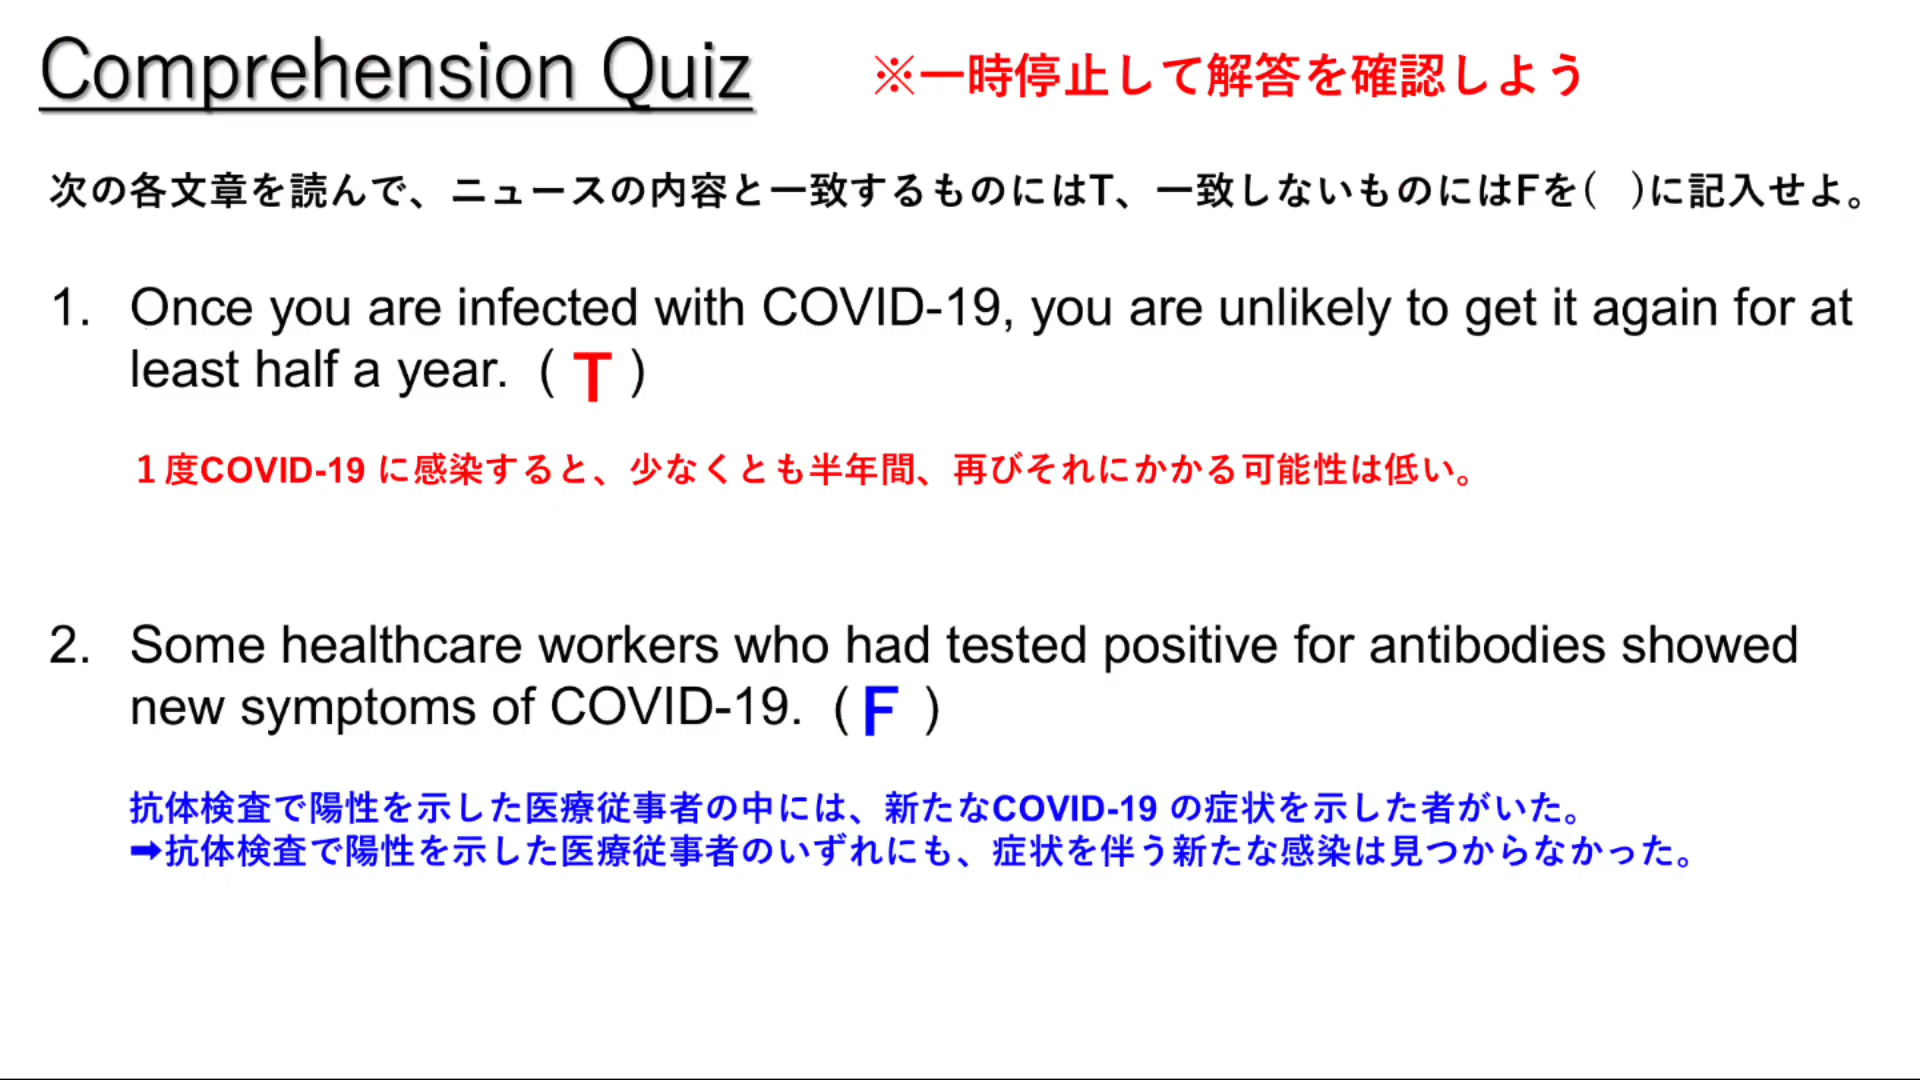 Comprehension Quiz
※一時停止して解答を確認しよう
次の各文章を読んで、ニュースの内容と一致するものにはT、一致しないものにはFを( )に記入せよ。
1. Once you are infected with COVID-19, you are unlikely to get it again for at
least half a year. ( T )
１度COVID-19 に感染すると、少なくとも半年間、再びそれにかかる可能性は低い。
2. Some healthcare workers who had tested positive for antibodies showed
new symptoms of COVID-19. ( F )
抗体検査で陽性を示した医療従事者の中には、新たなCOVID-19 の症状を示した者がいた。
➡抗体検査で陽性を示した医療従事者のいずれにも、症状を伴う新たな感染は見つからなかった。